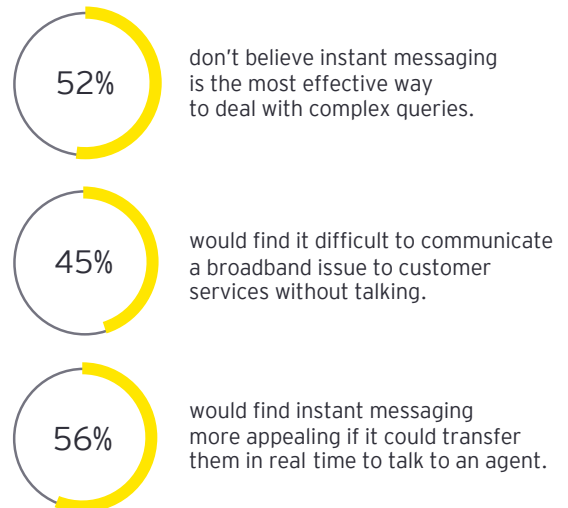 52%
don't believe instant messaging
is the most effective way
to deal with complex queries.
45%
would find it difficult to communicate
a broadband issue to customer
services without talking.
56%
would find instant messaging
more appealing if it could transfer
them in real time to talk to an agent.